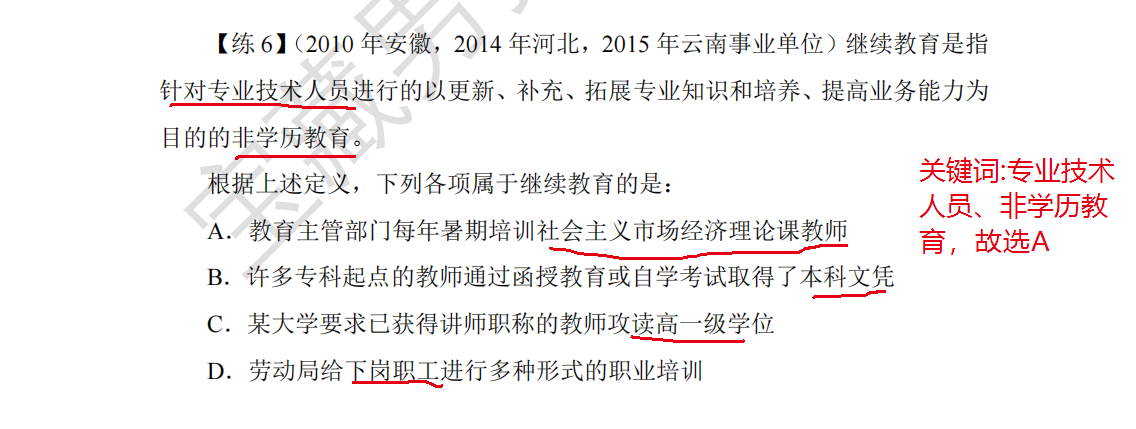 【练 6】（2010 年安徽，2014 年河北，2015 年云南事业单位）继续教育是指
针对专业技术人员进行的以更新、补充、拓展专业知识和培养、提高业务能力为
目的的非学历教育。
根据上述定义，下列各项属于继续教育的是：
A．教育主管部门每年暑期培训社会主义市场经济理论课教师
B．许多专科起点的教师通过函授教育或自学考试取得了本科文凭
C．某大学要求已获得讲师职称的教师攻读高一级学位
D．劳动局给下岗职工进行多种形式的职业培训
关键词:专业技术
人员、非学历教
育，故选A
宝藏男